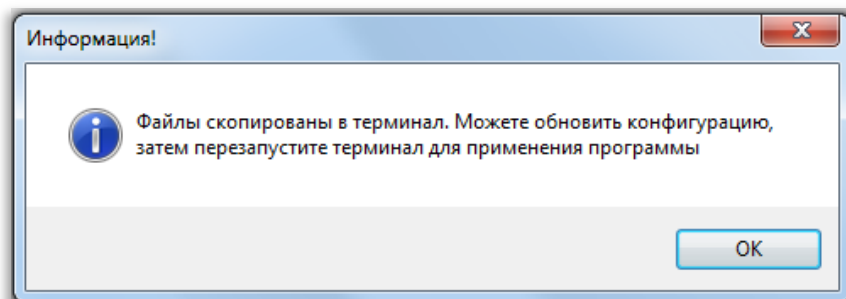 Информация!
Файлы скопированы в терминал. Можете обновить конфигурацию,
затем перезапустите терминал для применения программы
OK